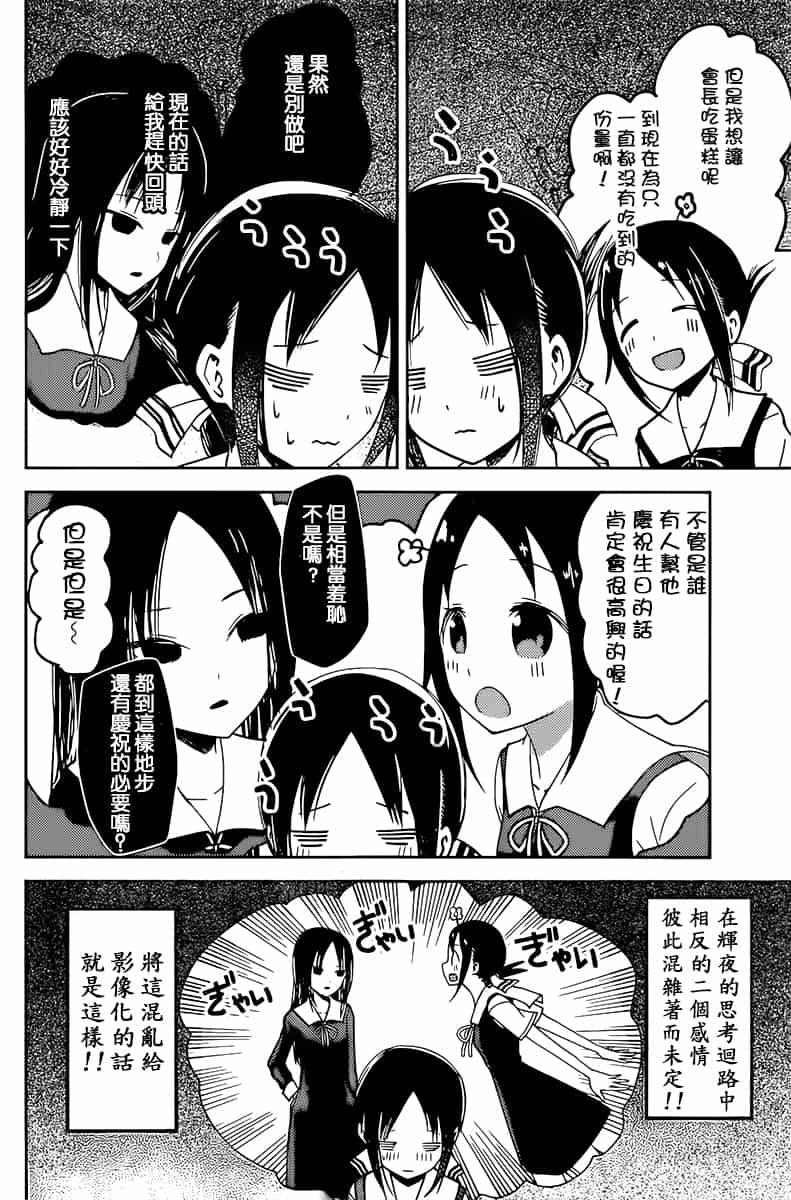 但是我想讓
會長吃蛋糕呢
到現在為只
一直都沒有吃到的
份量啊！
うぅ
うぅ
果然
還是別做吧
現在的話
給我趕快回頭
應該好好冷靜一下
不管是誰
有人幫他
慶祝生日的話
肯定會很高興的喔！
但是相當羞恥
不是嗎？
うぅ
うぅ
但是但是～
都到這樣地步
還有慶祝的必要嗎？
在輝夜的思考迴路中
相反的二個感情
彼此混雜著而未定！！
ぎゃい
ぎゃい
ぎゃい
將這混亂給
影像化的話
就是這樣！！